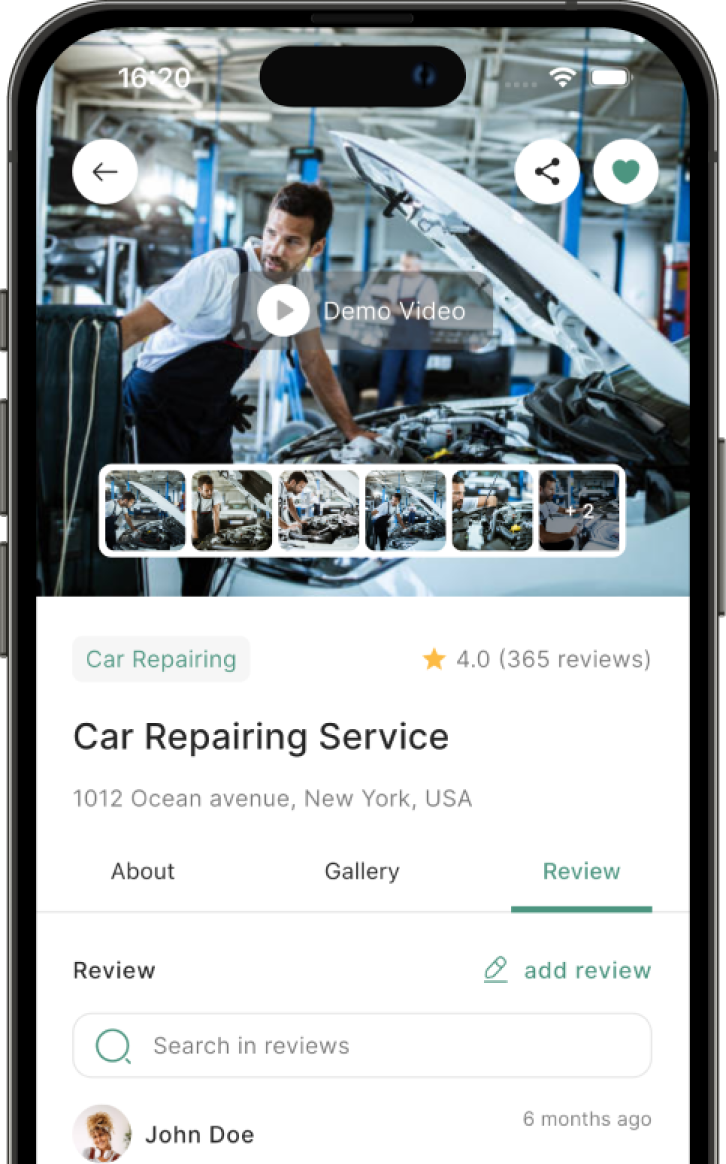 16:20
Demo Video
+ 2
Car Repairing
4.0 (365 reviews)
Car Repairing Service
1012 Ocean avenue, New York, USA
About
Gallery
Review
Review
add review
Search in reviews
John Doe
6 months ago